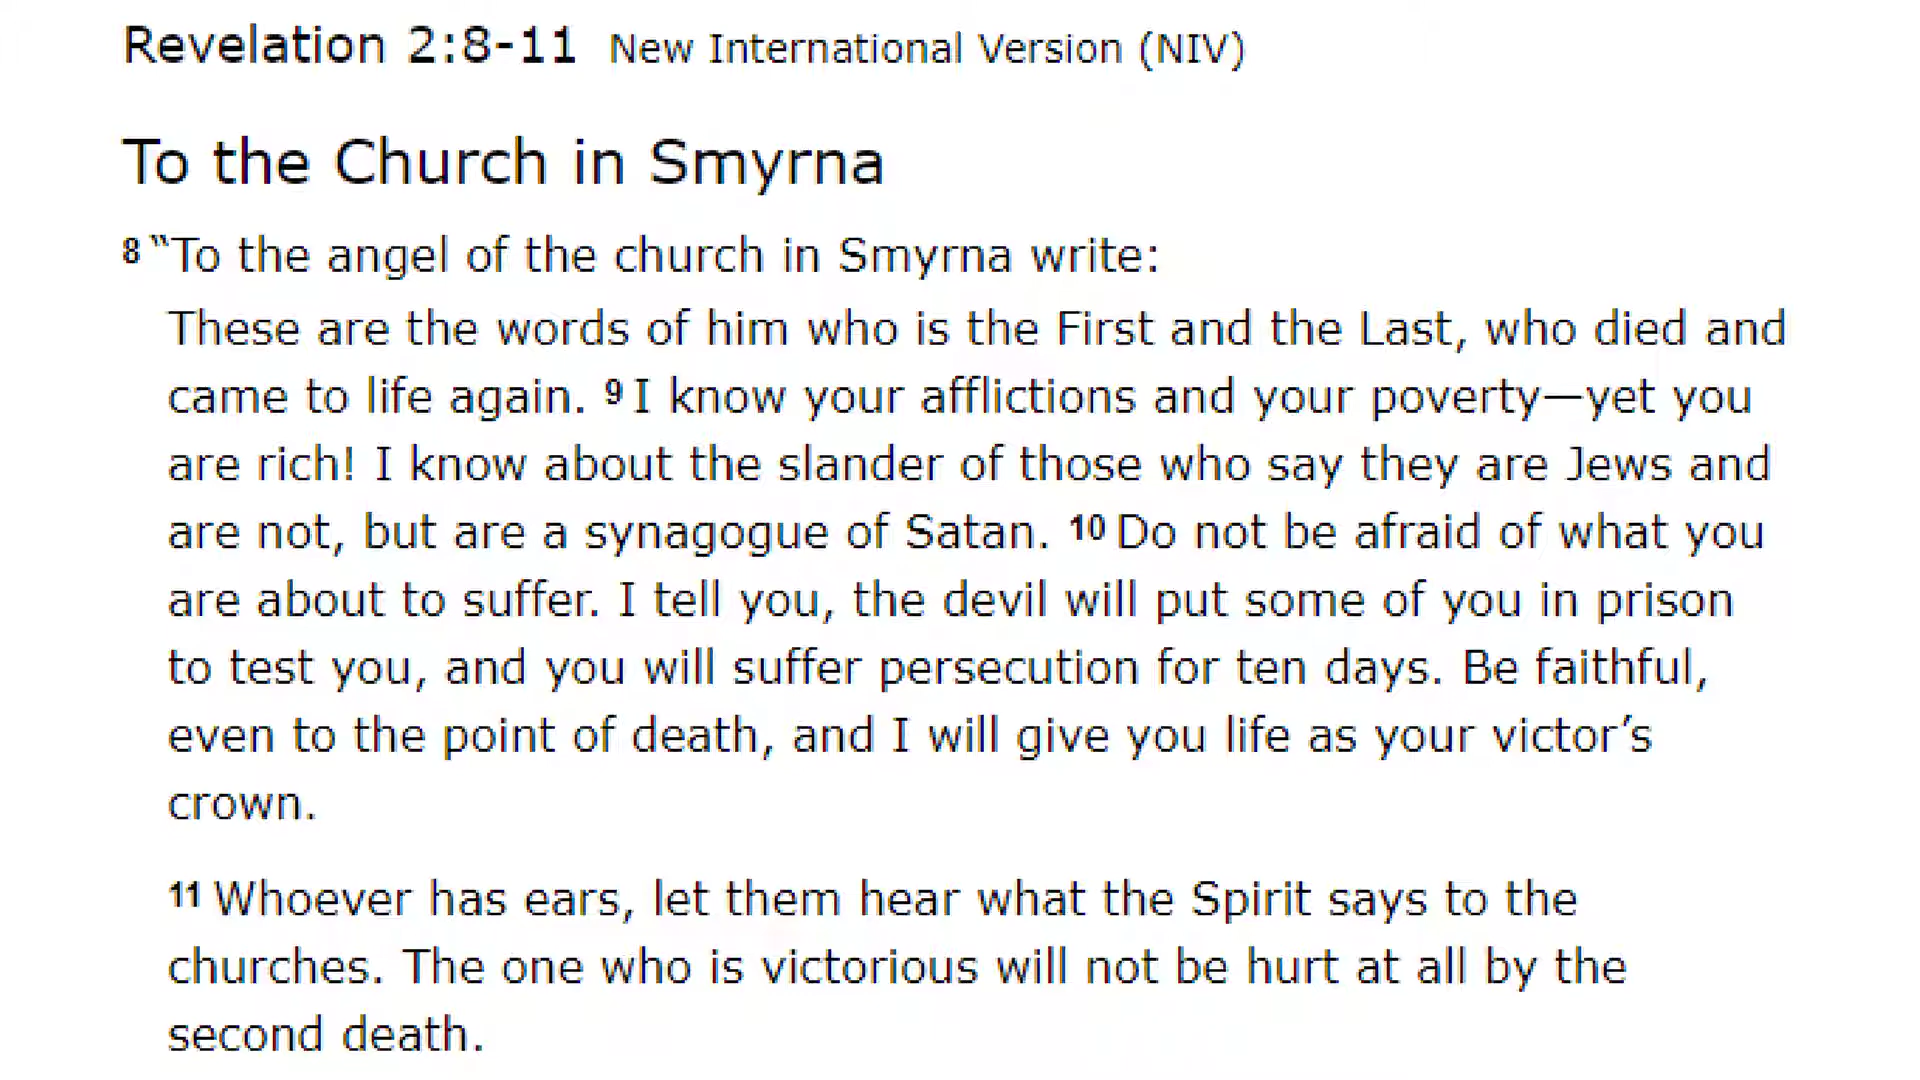 Revelation 2:8-11 New International Version (NIV)
To the Church in Smyrna
8 “To the angel of the church in Smyrna write:
These are the words of him who is the First and the Last, who died and
came to life again. 9 I know your afflictions and your poverty—yet you
are rich! I know about the slander of those who say they are Jews and
are not, but are a synagogue of Satan. 10 Do not be afraid of what you
are about to suffer. I tell you, the devil will put some of you in prison
to test you, and you will suffer persecution for ten days. Be faithful,
even to the point of death, and I will give you life as your victor’s
crown.
11 Whoever has ears, let them hear what the Spirit says to the
churches. The one who is victorious will not be hurt at all by the
second death.